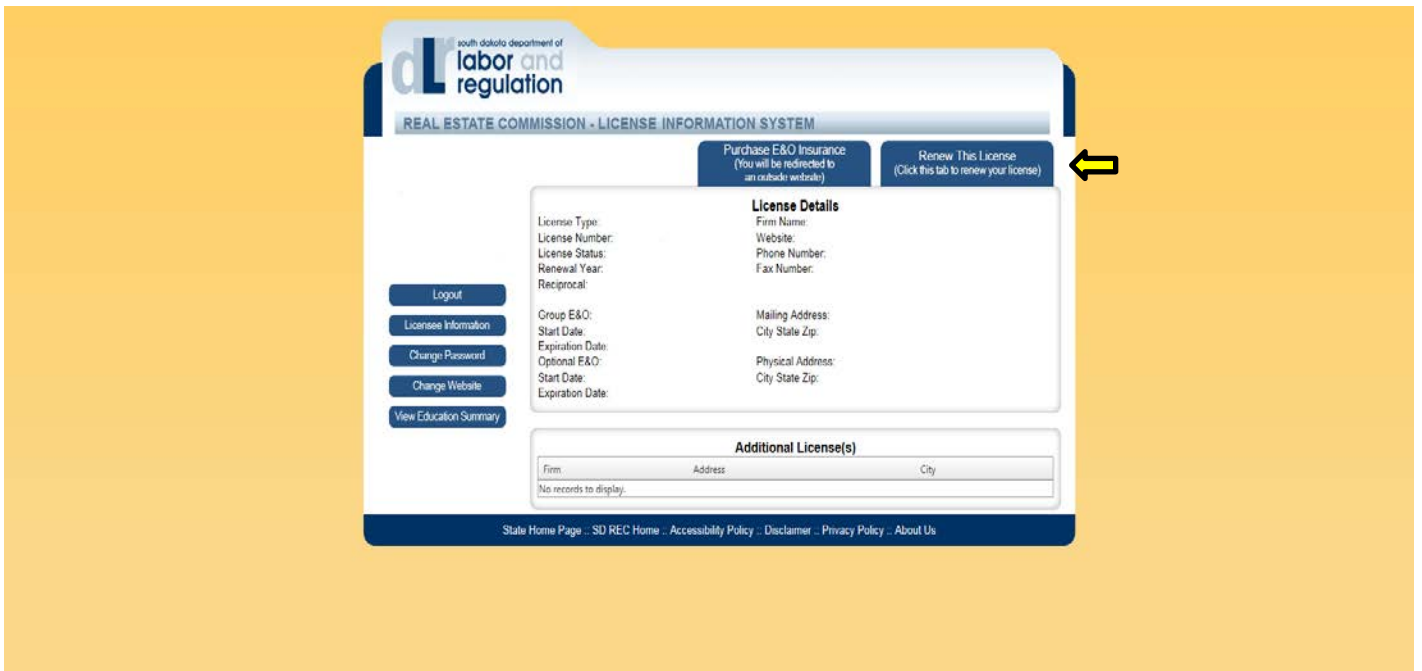 south dakota department of
dlr labor and
regulation
REAL ESTATE COMMISSION - LICENSE INFORMATION SYSTEM
Purchase E&O Insurance
(You will be redirected to
an outside website)
Renew This License
(Click this tab to renew your license)
License Details
License Type:
License Number:
License Status:
Renewal Year:
Reciprocal:
Firm Name:
Website:
Phone Number:
Fax Number:
Group E&O:
Start Date:
Expiration Date:
Optional E&O:
Start Date:
Expiration Date:
Mailing Address:
City State Zip:
Physical Address:
City State Zip:
Logout
Licensee Information
Change Password
Change Website
View Education Summary
Additional License(s)
Firm Address City
No records to display.
State Home Page :: SD REC Home :: Accessibility Policy :: Disclaimer :: Privacy Policy :: About Us